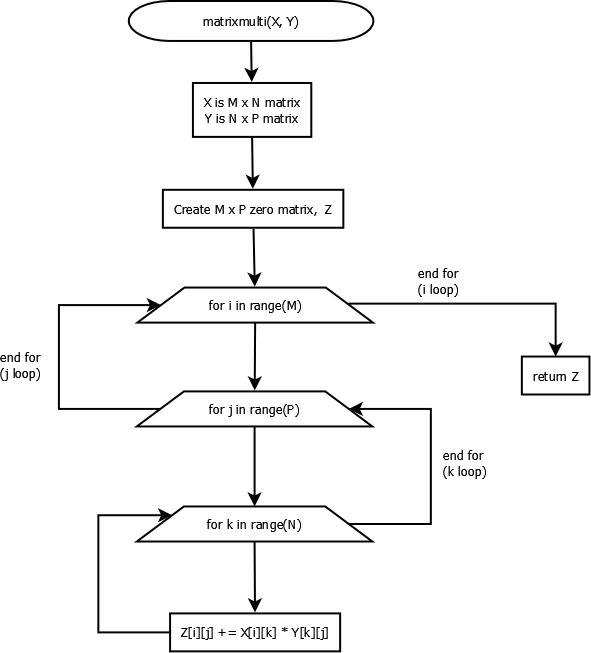 matrixmulti(X, Y)
X is M x N matrix
Y is N x P matrix
Create M x P zero matrix, Z
for i in range(M)
end for
(i loop)
return Z
end for
(j loop)
for j in range(P)
end for
(k loop)
for k in range(N)
Z[i][j] += X[i][k] * Y[k][j]